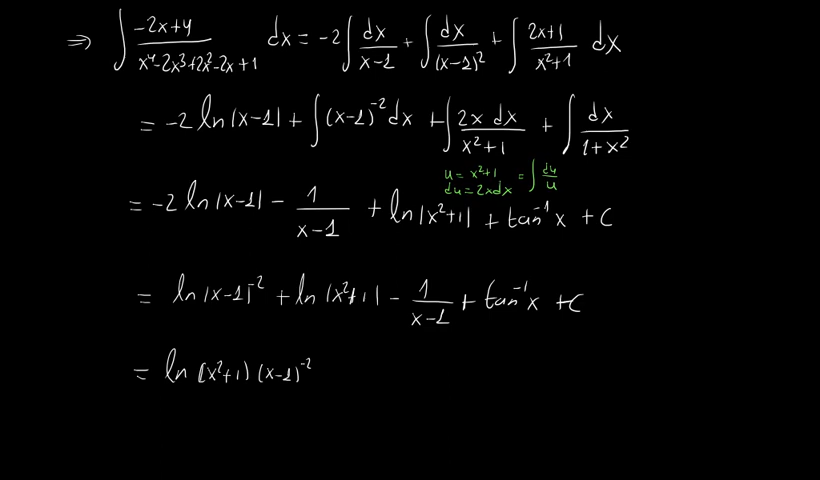 ⇒ ∫ (-2x+4)/(x⁴-2x³+2x²-2x+1) dx = -2∫ dx/(x-1) + ∫ dx/(x-1)² + ∫ (2x+1)/(x²+1) dx
= -2 ln|x-1| + ∫ (x-1)⁻² dx + ∫ 2x dx/(x²+1) + ∫ dx/(1+x²)
u = x²+1 = ∫ du/u
du = 2x dx
= -2 ln|x-1| - 1/(x-1) + ln|x²+1| + tan⁻¹x + C
= ln|x-1|⁻² + ln|x²+1| - 1/(x-1) + tan⁻¹x + C
= ln (x²+1) (x-1)⁻²